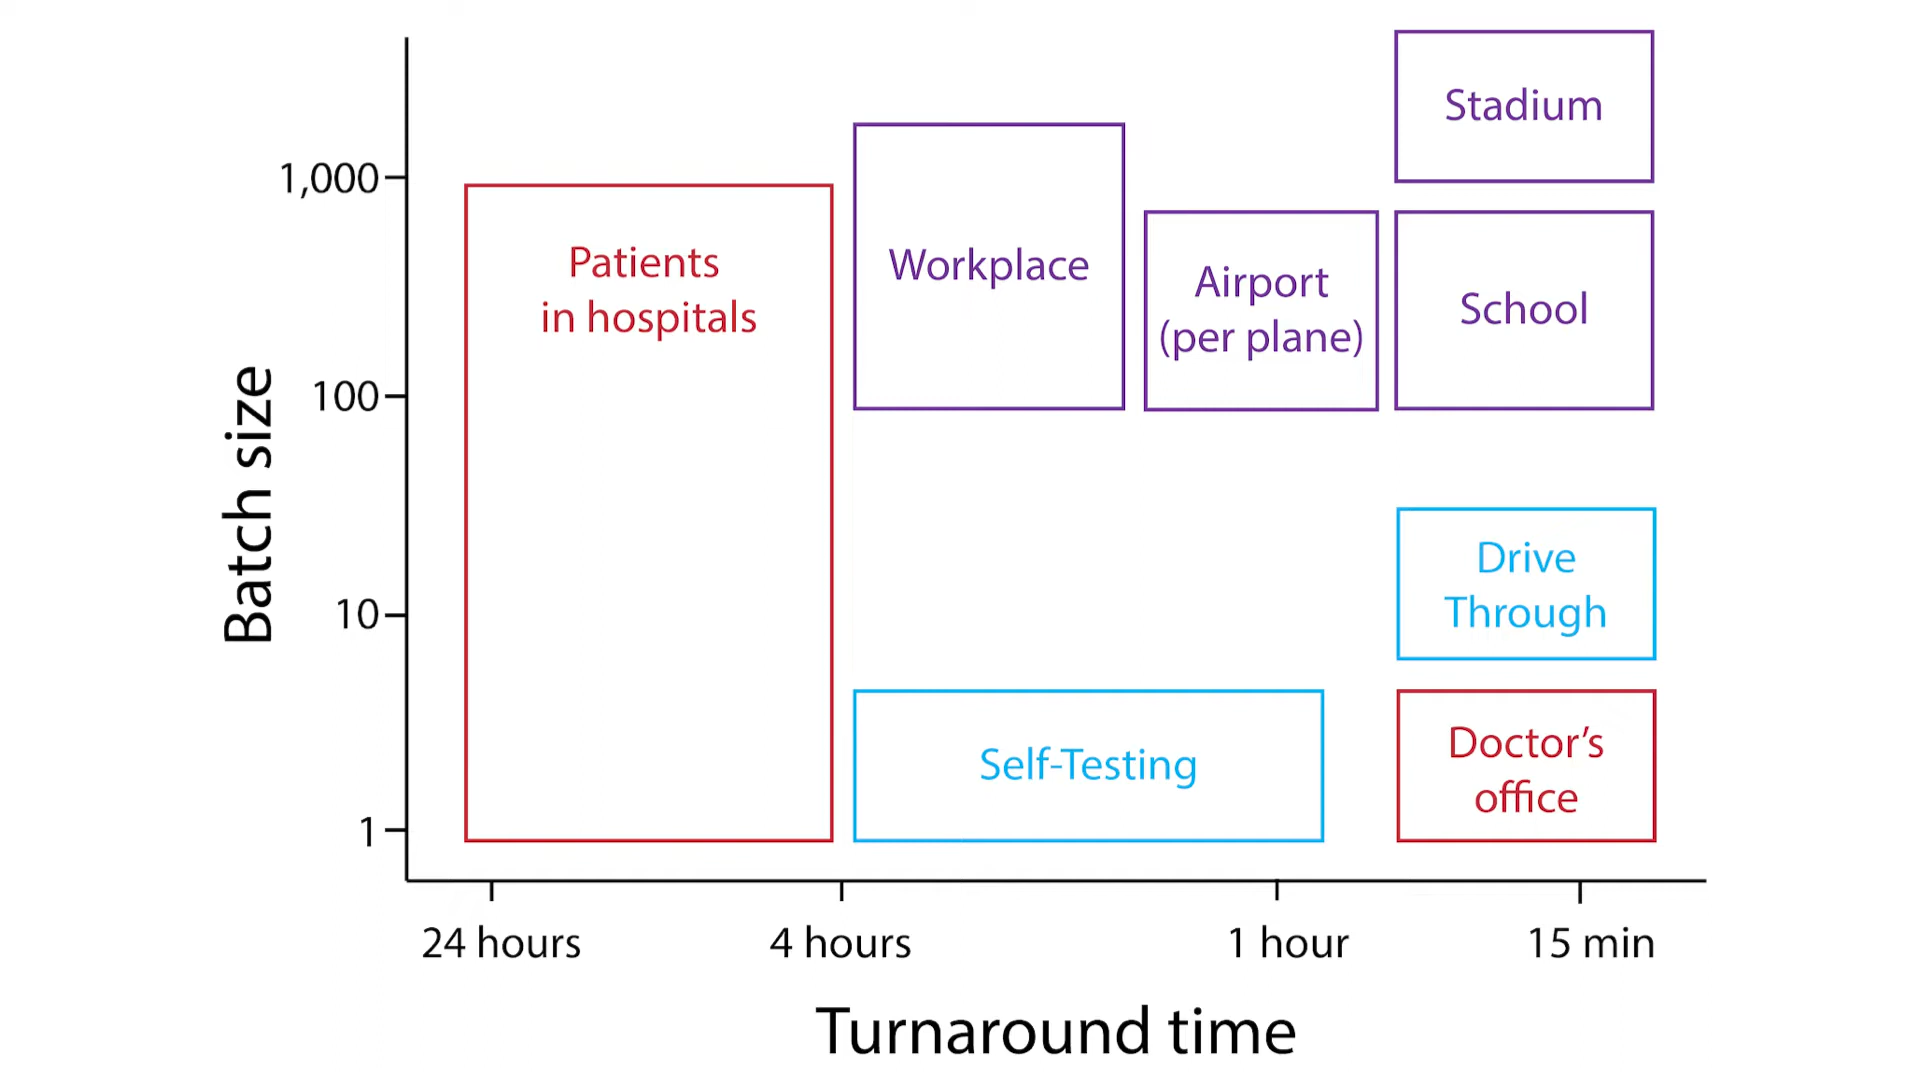 Stadium
1,000
Patients
in hospitals
Workplace
Airport
(per plane)
School
100
Batch size
Drive
Through
10
Self-Testing
Doctor’s
office
1
24 hours
4 hours
1 hour
15 min
Turnaround time